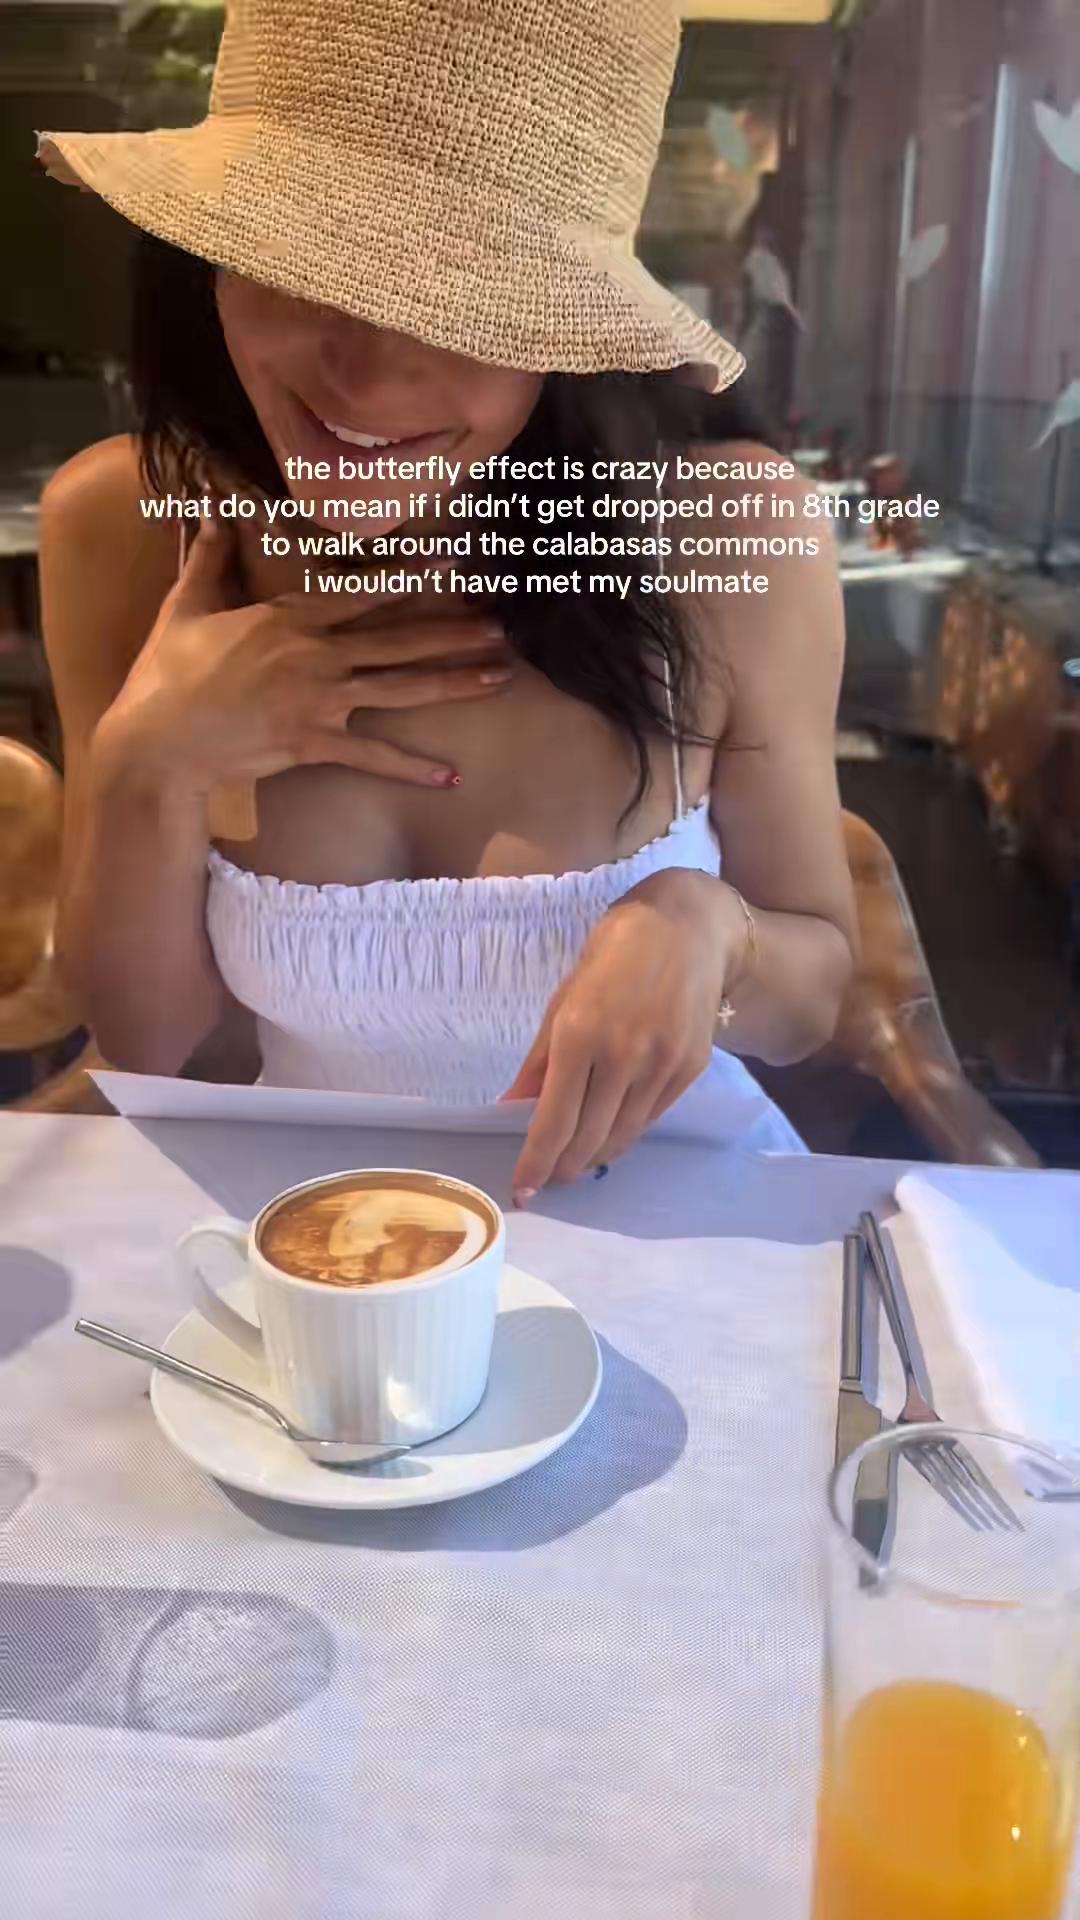 the butterfly effect is crazy because
what do you mean if i didn’t get dropped off in 8th grade
to walk around the calabasas commons
i wouldn’t have met my soulmate